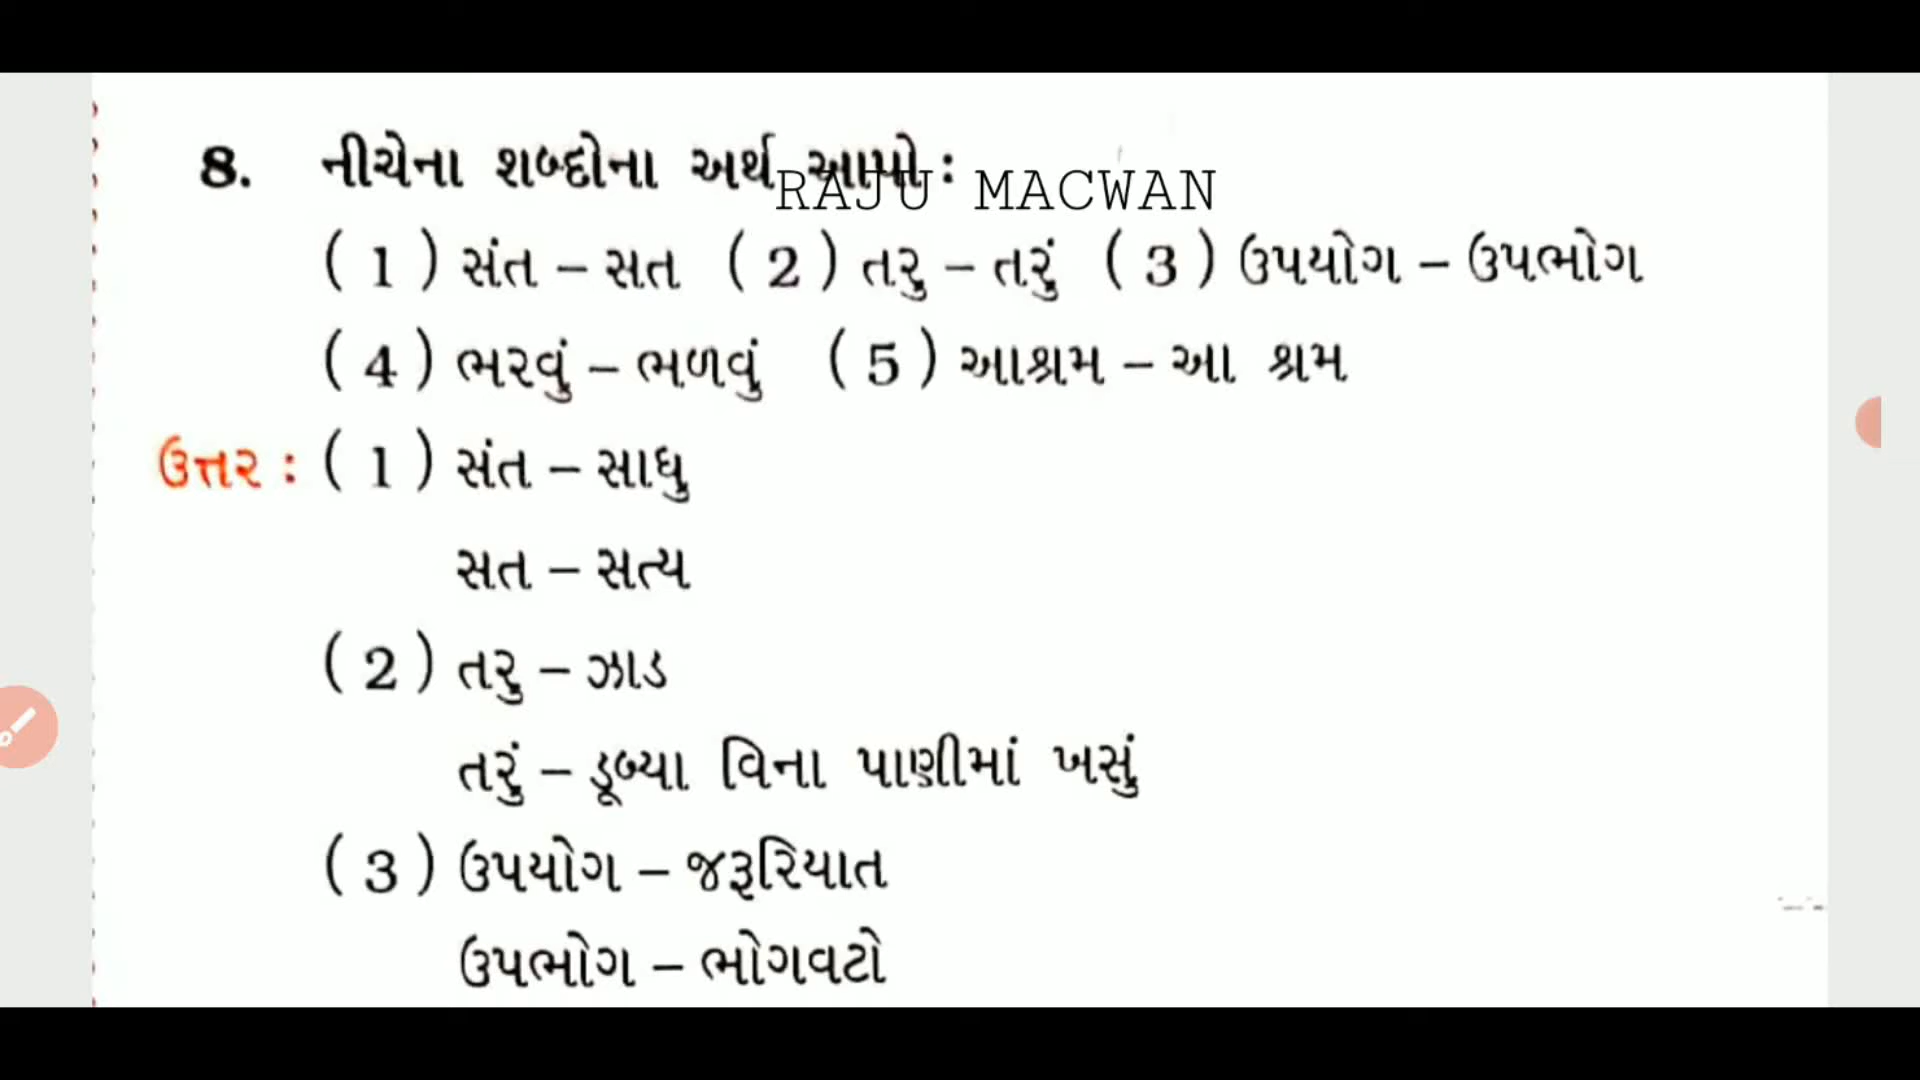 8. નીચેના શબ્દોના અર્થ આપો :
RAJU MACWAN
( 1 ) સંત – સત ( 2 ) તરુ – તરું ( 3 ) ઉપયોગ – ઉપભોગ
( 4 ) ભરવું – ભળવું ( 5 ) આશ્રમ – આ શ્રમ
ઉત્તર : ( 1 ) સંત – સાધુ
સત – સત્ય
( 2 ) તરુ – ઝાડ
તરું – ડૂબ્યા વિના પાણીમાં ખસું
( 3 ) ઉપયોગ – જરૂરિયાત
ઉપભોગ – ભોગવટો